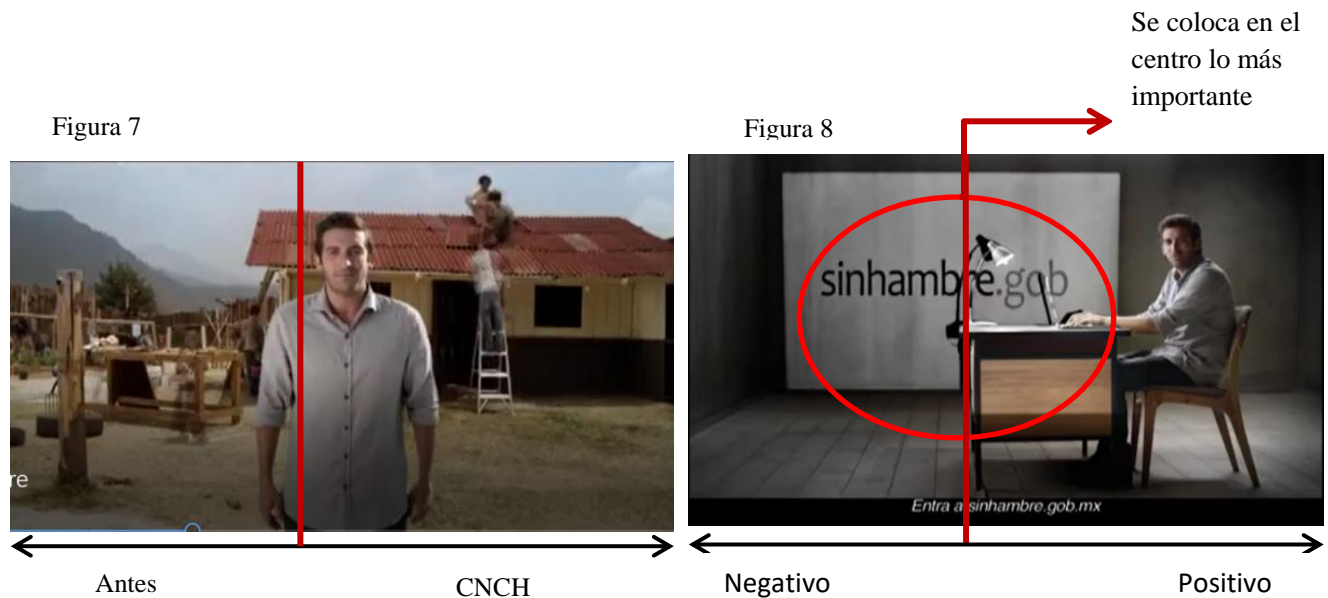 Se coloca en el
centro lo más
importante
Figura 7
Figura 8
re
sinhambre.gob
Entra a sinhambre.gob.mx
Antes
CNCH
Negativo
Positivo